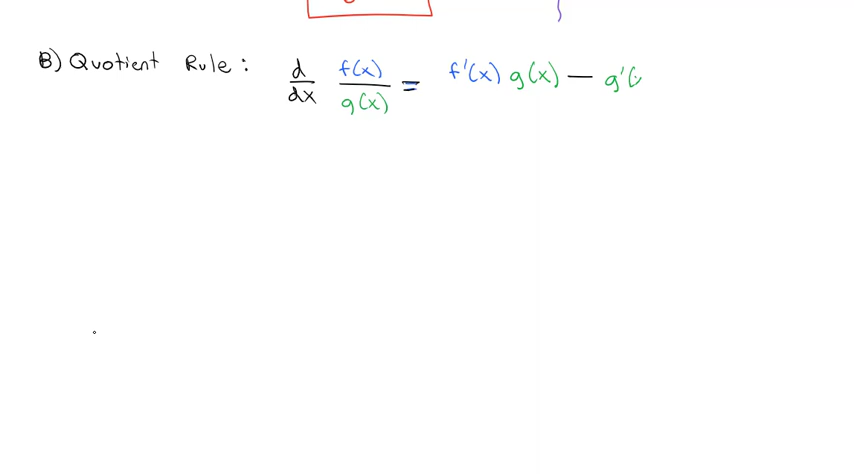 B) Quotient Rule: d/dx f(x)/g(x) = f'(x) g(x) — g'(